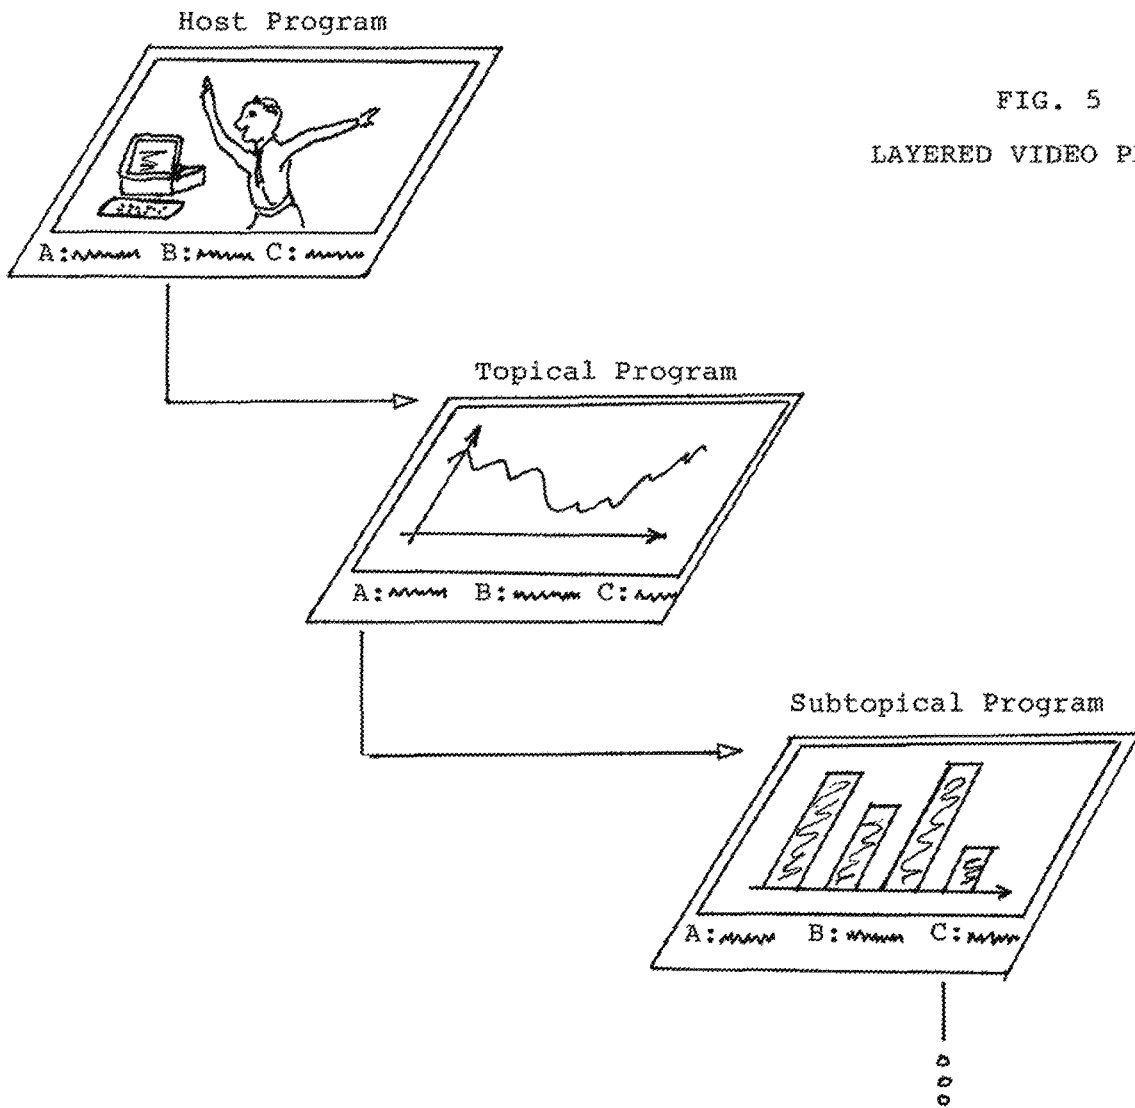 Host Program
FIG. 5
LAYERED VIDEO
A: B: C:
Topical Program
A: B: C:
Subtopical Program
A: B: C: